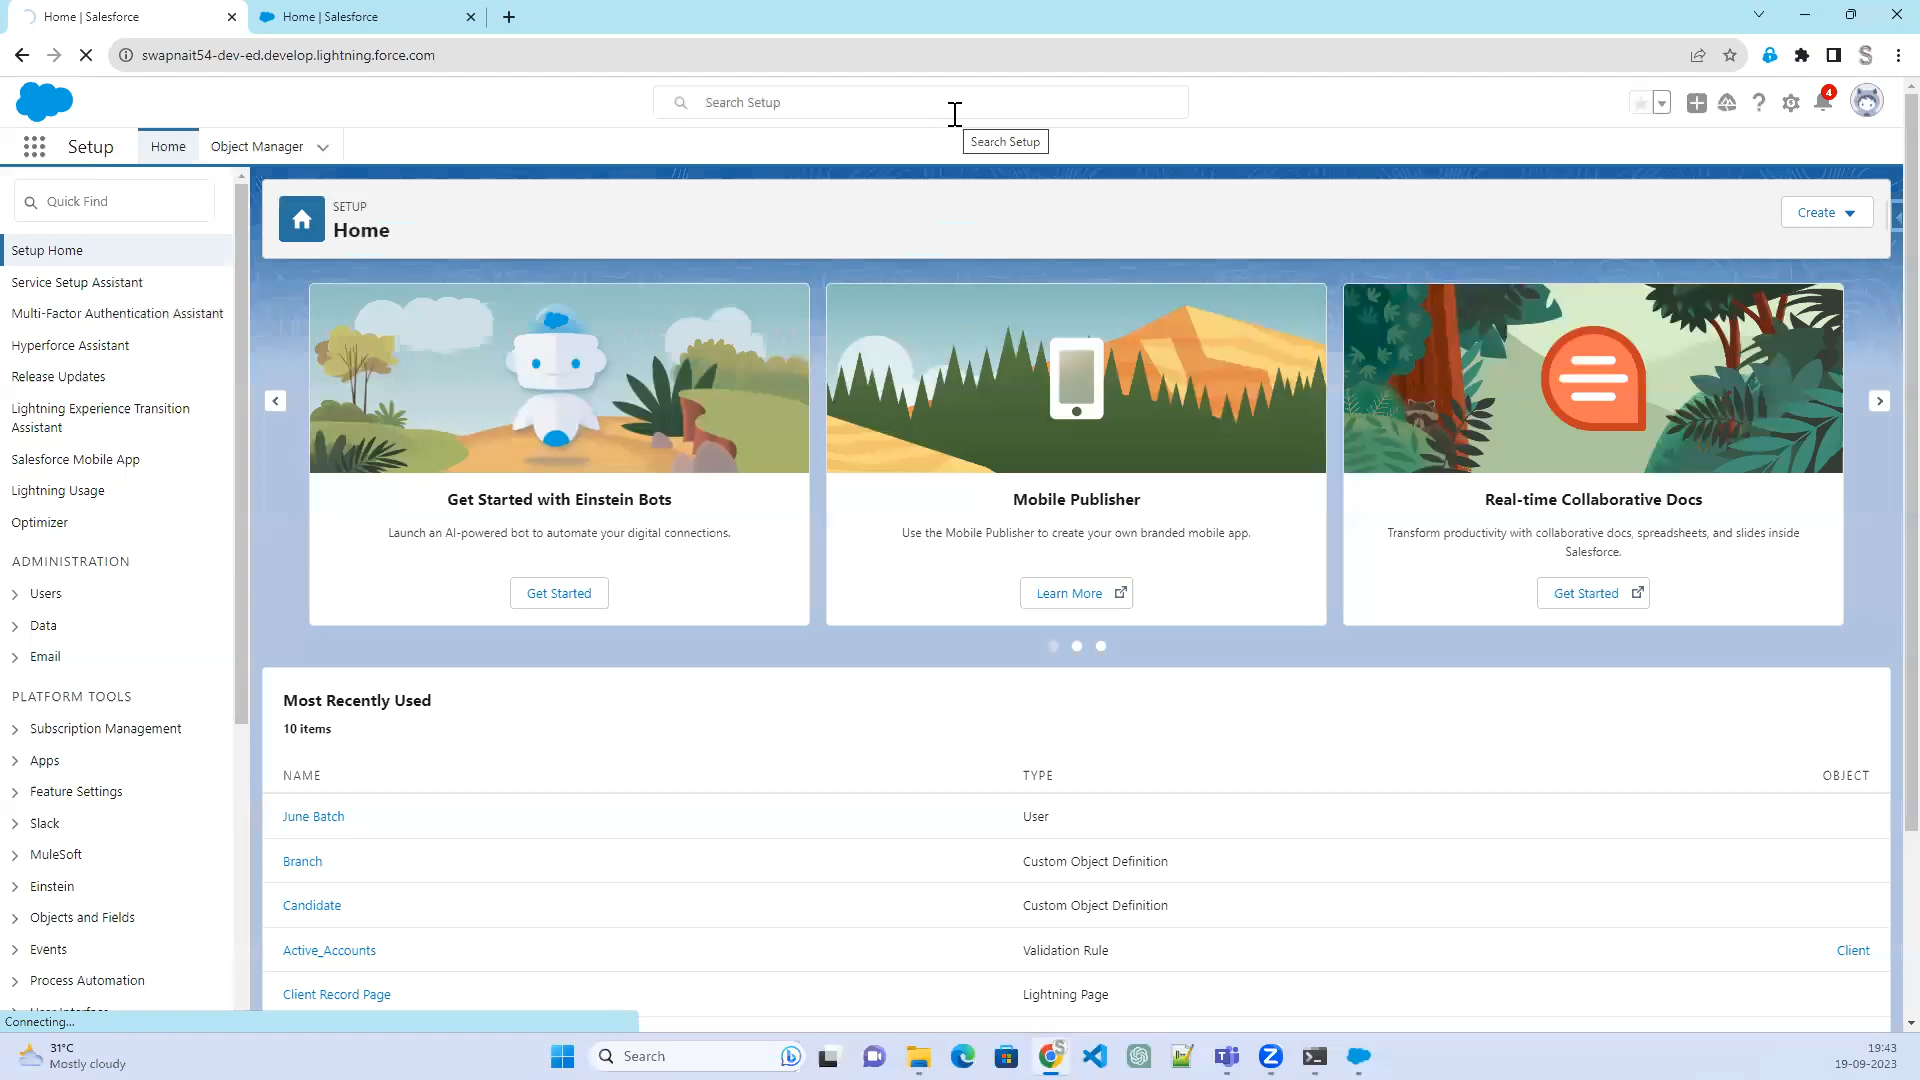 Home | Salesforce
Home | Salesforce
swapnait54-dev-ed.develop.lightning.force.com
Search Setup
4
Search Setup
Setup
Home
Object Manager
Quick Find
Setup Home
Service Setup Assistant
Multi-Factor Authentication Assistant
Hyperforce Assistant
Release Updates
Lightning Experience Transition
Assistant
Salesforce Mobile App
Lightning Usage
Optimizer
ADMINISTRATION
Users
Data
Email
PLATFORM TOOLS
Subscription Management
Apps
Feature Settings
Slack
MuleSoft
Einstein
Objects and Fields
Events
Process Automation
Connecting...
SETUP
Home
Create
Get Started with Einstein Bots
Launch an AI-powered bot to automate your digital connections.
Get Started
Mobile Publisher
Use the Mobile Publisher to create your own branded mobile app.
Learn More
Real-time Collaborative Docs
Transform productivity with collaborative docs, spreadsheets, and slides inside
Salesforce.
Get Started
Most Recently Used
10 items
NAME TYPE OBJECT
June Batch User
Branch Custom Object Definition
Candidate Custom Object Definition
Active_Accounts Validation Rule Client
Client Record Page Lightning Page
31°C
Mostly cloudy
Search
19:43
19-09-2023